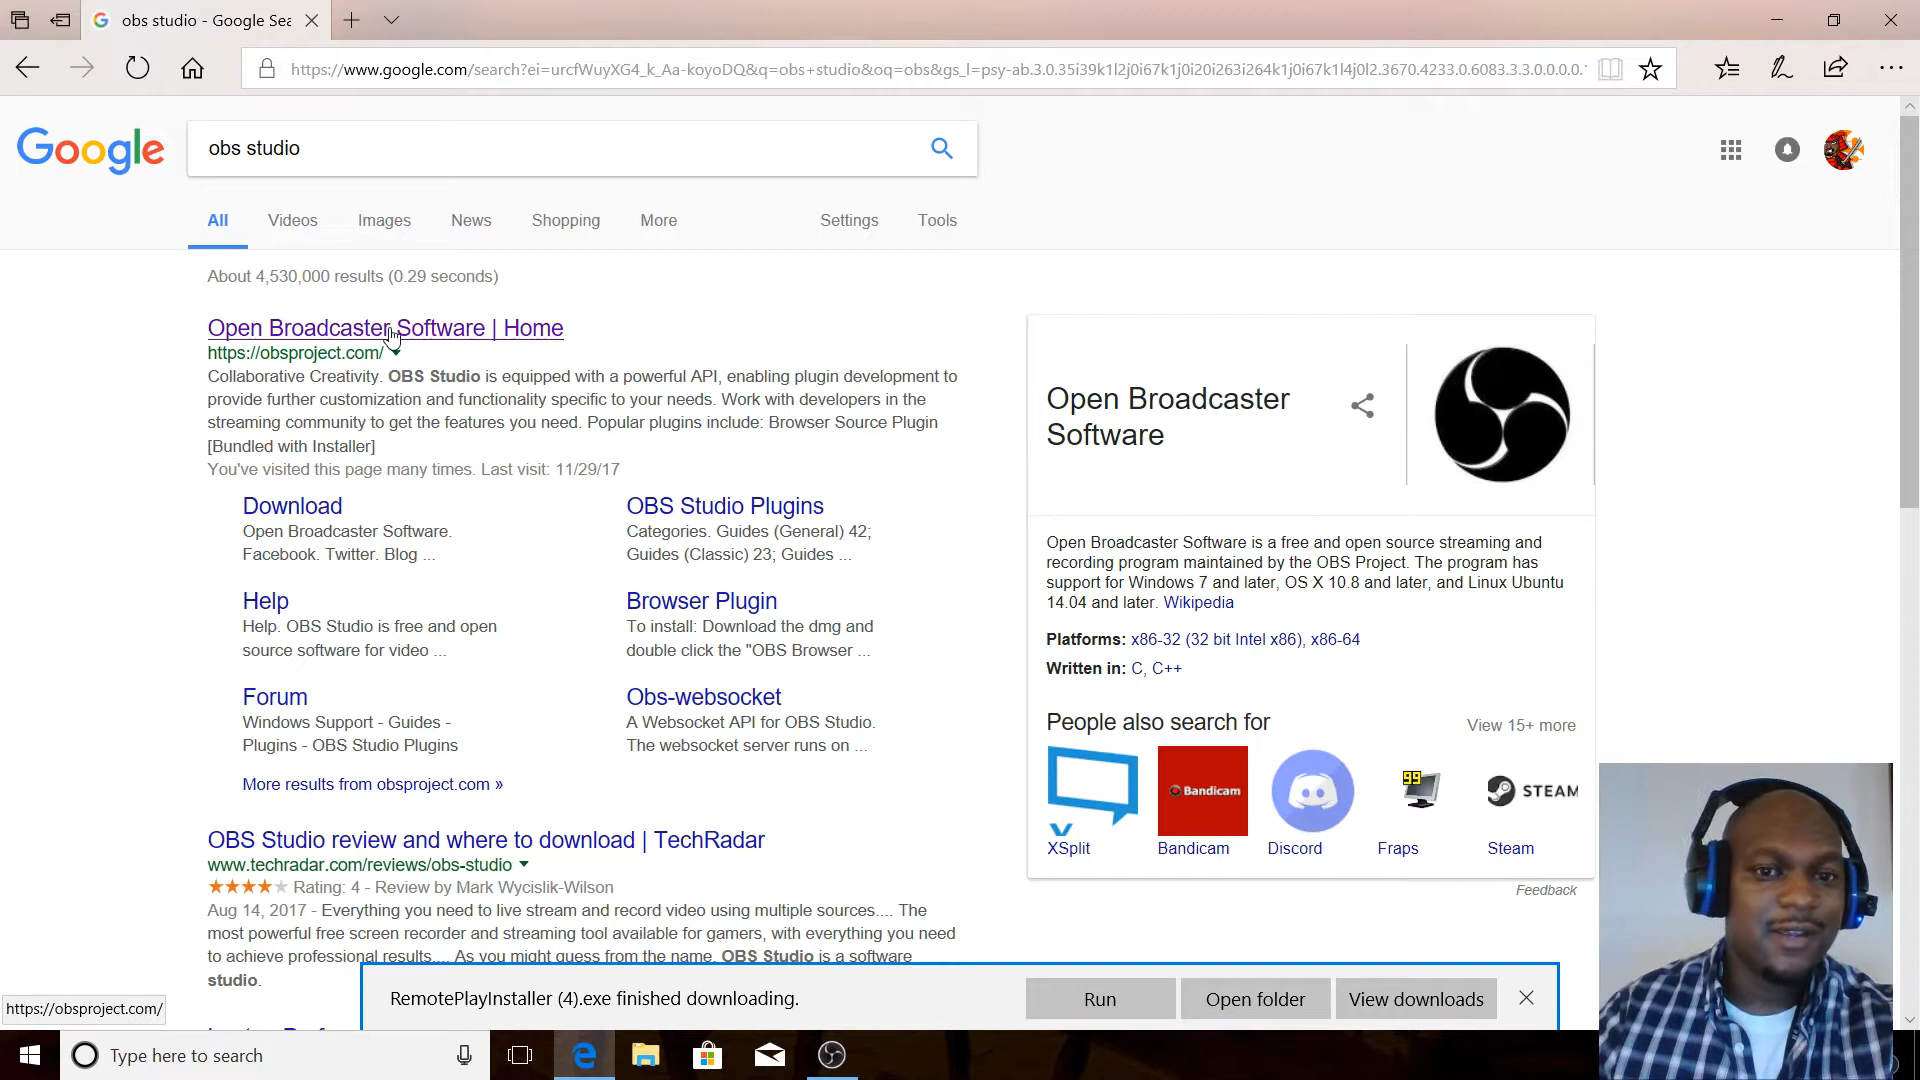 obs studio - Google Sea
https://www.google.com/search?ei=urcfWuyXG4_k_Aa-koyoDQ&q=obs+studio&oq=obs&gs_l=psy-ab.3.0.35i39k1l2j0i67k1j0i20i263i264k1j0i67k1l4j0l2.3670.4233.0.6083.3.3.0.0.0.0.1
Google
obs studio
All Videos Images News Shopping More Settings Tools
About 4,530,000 results (0.29 seconds)
Open Broadcaster Software | Home
https://obsproject.com/
Collaborative Creativity. OBS Studio is equipped with a powerful API, enabling plugin development to
provide further customization and functionality specific to your needs. Work with developers in the
streaming community to get the features you need. Popular plugins include: Browser Source Plugin
[Bundled with Installer]
You've visited this page many times. Last visit: 11/29/17
Download
Open Broadcaster Software.
Facebook. Twitter. Blog ...
OBS Studio Plugins
Categories. Guides (General) 42;
Guides (Classic) 23; Guides ...
Help
Help. OBS Studio is free and open
source software for video ...
Browser Plugin
To install: Download the dmg and
double click the "OBS Browser ...
Forum
Windows Support - Guides -
Plugins - OBS Studio Plugins
Obs-websocket
A Websocket API for OBS Studio.
The websocket server runs on ...
More results from obsproject.com »
OBS Studio review and where to download | TechRadar
www.techradar.com/reviews/obs-studio
Rating: 4 - Review by Mark Wycislik-Wilson
Aug 14, 2017 - Everything you need to live stream and record video using multiple sources.... The
most powerful free screen recorder and streaming tool available for gamers, with everything you need
to achieve professional results.... As you might guess from the name, OBS Studio is a software
studio.
Open Broadcaster
Software
Open Broadcaster Software is a free and open source streaming and
recording program maintained by the OBS Project. The program has
support for Windows 7 and later, OS X 10.8 and later, and Linux Ubuntu
14.04 and later. Wikipedia
Platforms: x86-32 (32 bit Intel x86), x86-64
Written in: C, C++
People also search for
View 15+ more
Bandicam
99
STEAM
XSplit Bandicam Discord Fraps Steam
Feedback
RemotePlayInstaller (4).exe finished downloading.
Run Open folder View downloads
https://obsproject.com/
Type here to search